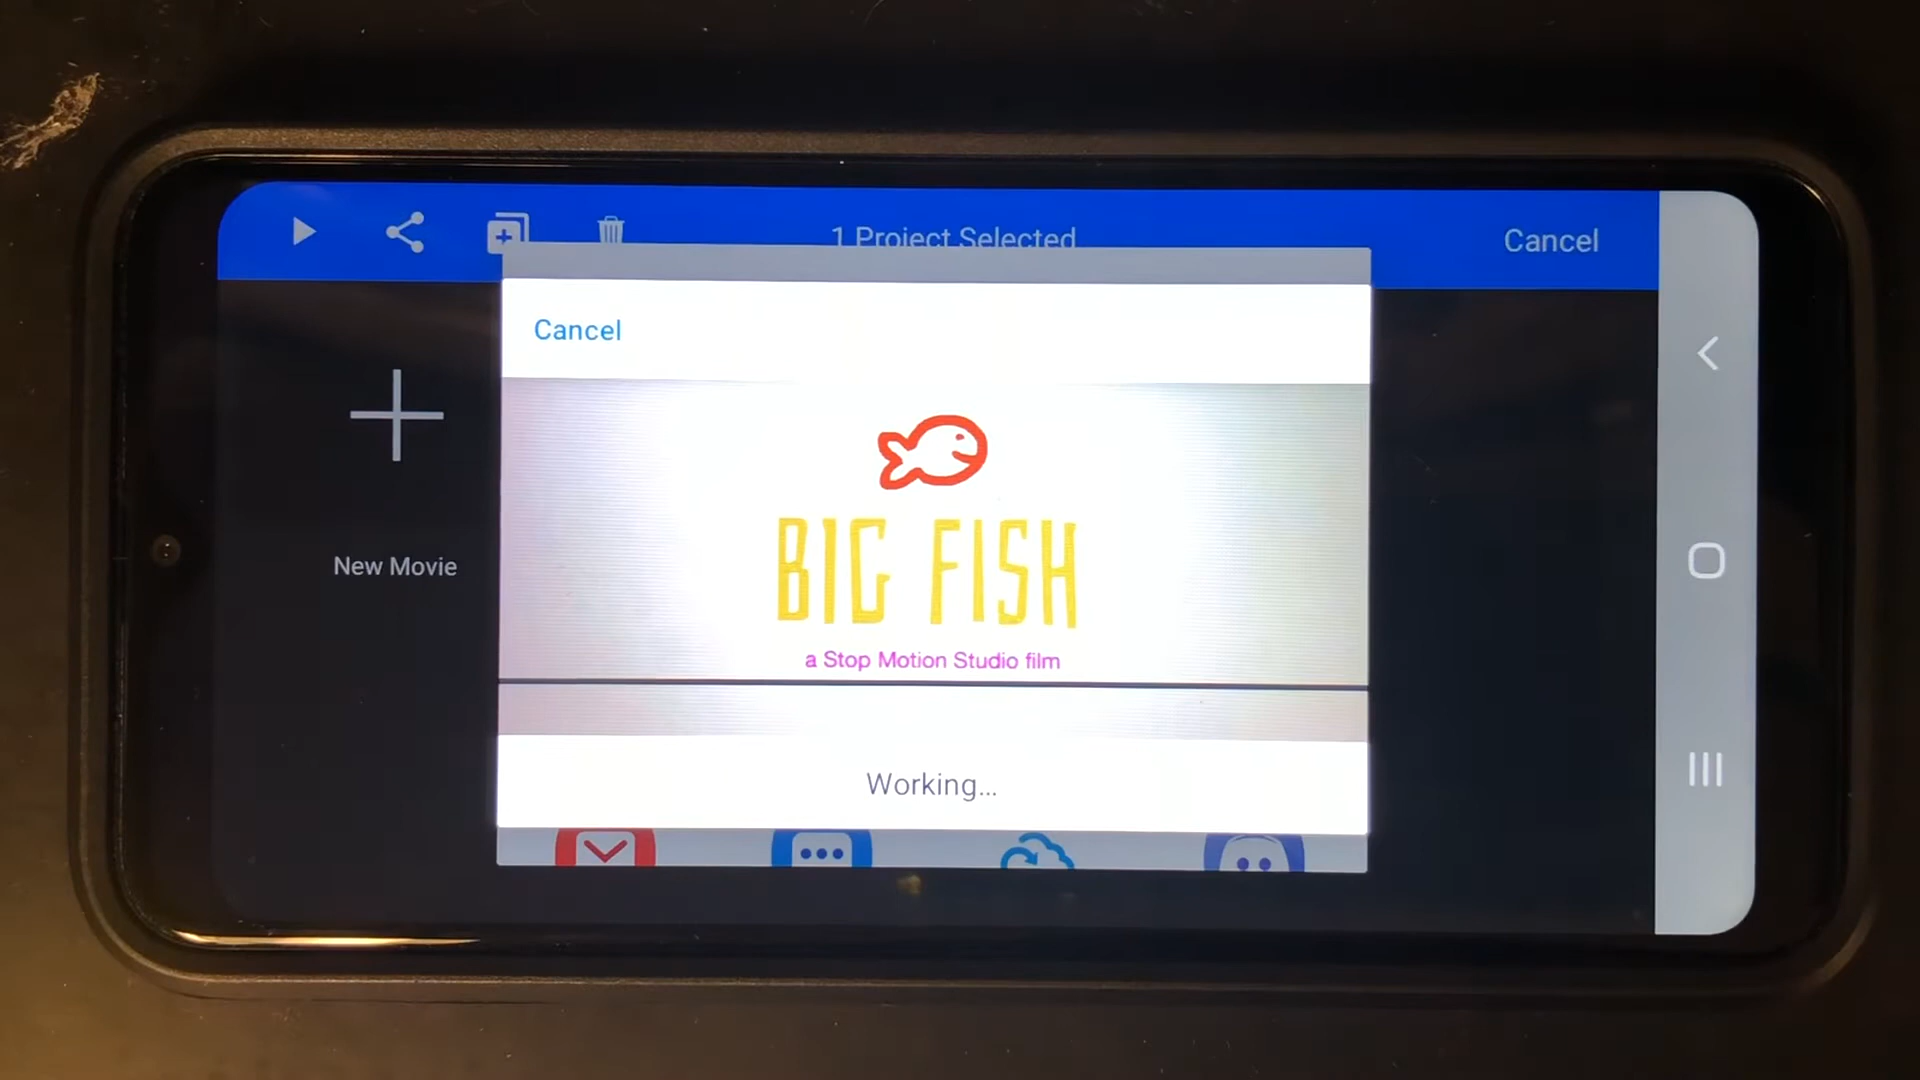 1 Project Selected
Cancel
Cancel
New Movie
BIG FISH
a Stop Motion Studio film
Working...